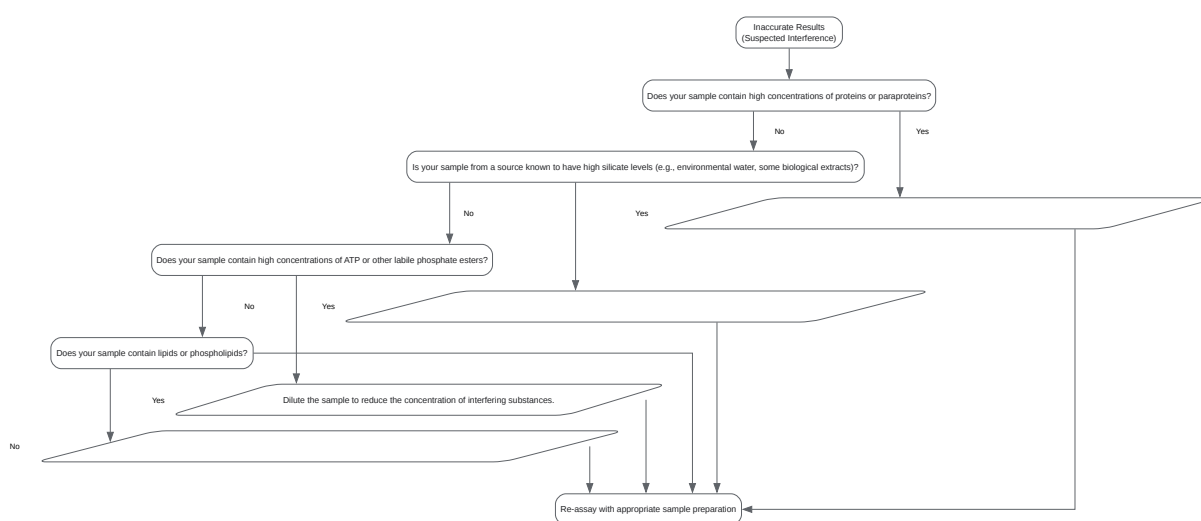 Inaccurate Results
(Suspected Interference)
Does your sample contain high concentrations of proteins or paraproteins?
No
Yes
Is your sample from a source known to have high silicate levels (e.g., environmental water, some biological extracts)?
No
Yes
Does your sample contain high concentrations of ATP or other labile phosphate esters?
No
Yes
Does your sample contain lipids or phospholipids?
Yes
Dilute the sample to reduce the concentration of interfering substances.
No
Re-assay with appropriate sample preparation